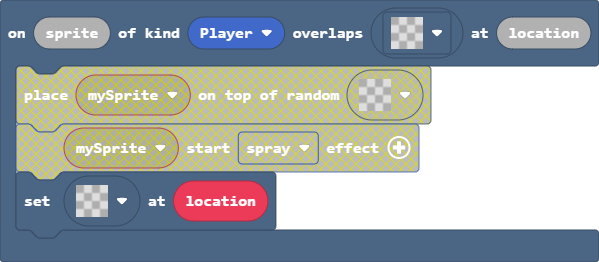 on sprite of kind Player overlaps at location
place mySprite on top of random
mySprite start spray effect
set at location